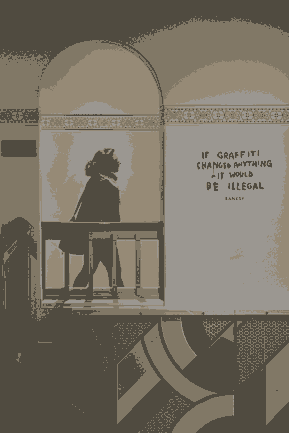 IF GRAFFITI
CHANGED ANYTHING
- IT WOULD
BE ILLEGAL
BANKSY